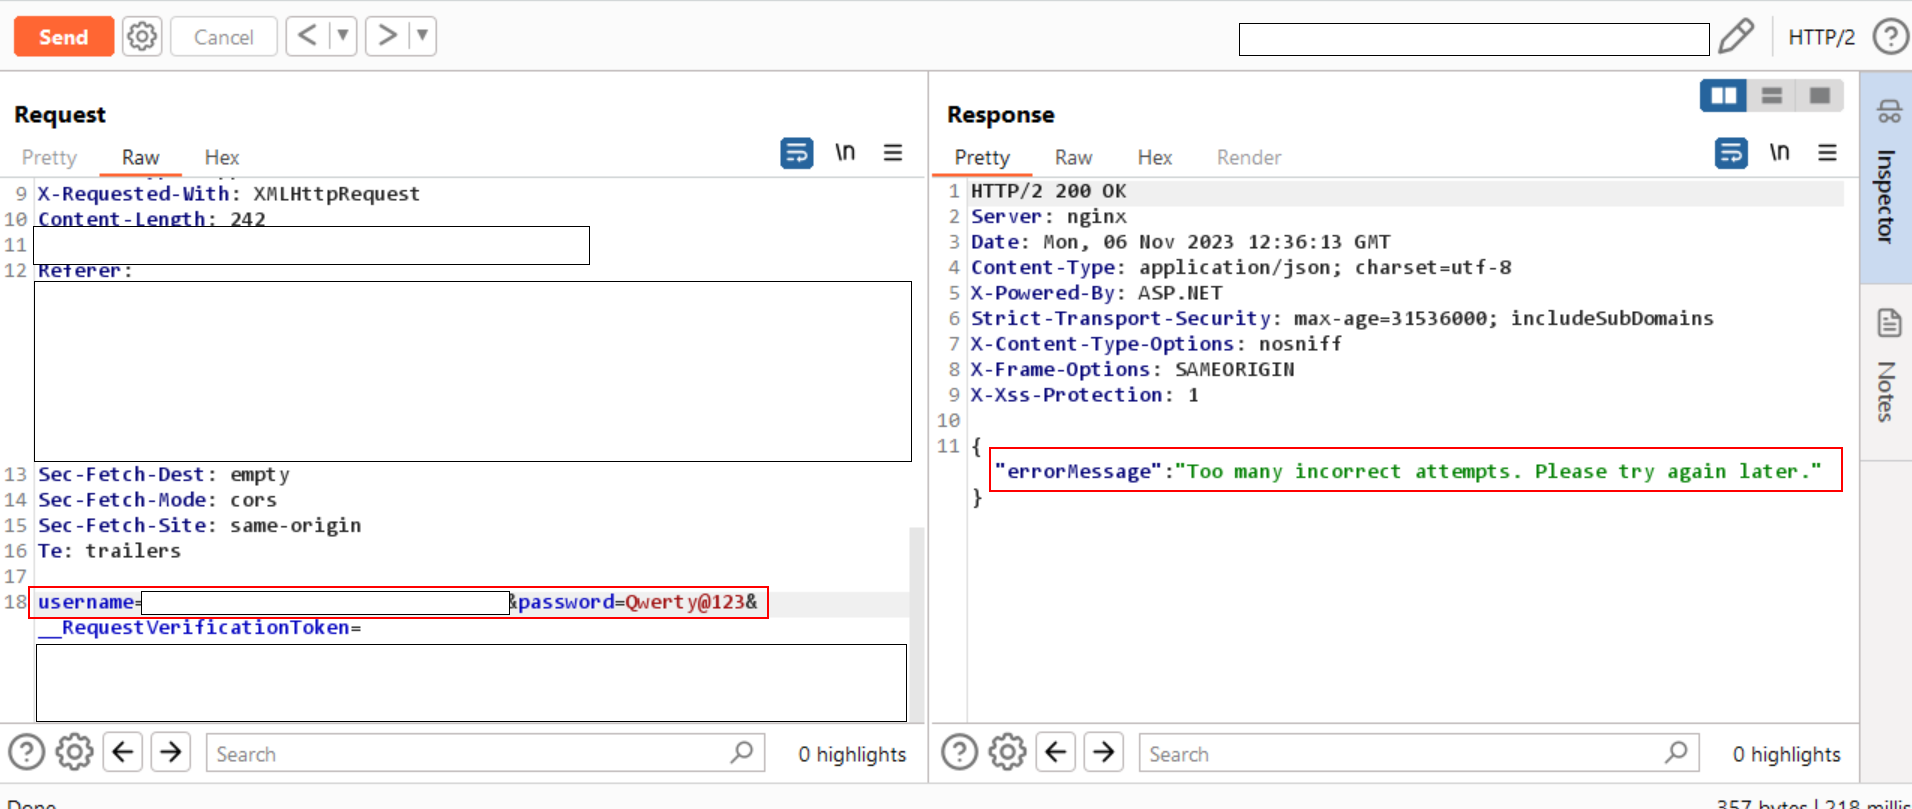 Send
Cancel
HTTP/2
Request
Pretty Raw Hex
\n
9 X-Requested-With: XMLHttpRequest
10 Content-Length: 242
11
12 Referer:
13 Sec-Fetch-Dest: empty
14 Sec-Fetch-Mode: cors
15 Sec-Fetch-Site: same-origin
16 Te: trailers
17
18 username= &password=Qwerty@123&
__RequestVerificationToken=
Search
0 highlights
Response
Pretty Raw Hex Render
\n
1 HTTP/2 200 OK
2 Server: nginx
3 Date: Mon, 06 Nov 2023 12:36:13 GMT
4 Content-Type: application/json; charset=utf-8
5 X-Powered-By: ASP.NET
6 Strict-Transport-Security: max-age=31536000; includeSubDomains
7 X-Content-Type-Options: nosniff
8 X-Frame-Options: SAMEORIGIN
9 X-Xss-Protection: 1
10
11 {
"errorMessage":"Too many incorrect attempts. Please try again later."
}
Search
0 highlights
Inspector
Notes
Done
357 bytes | 218 millis